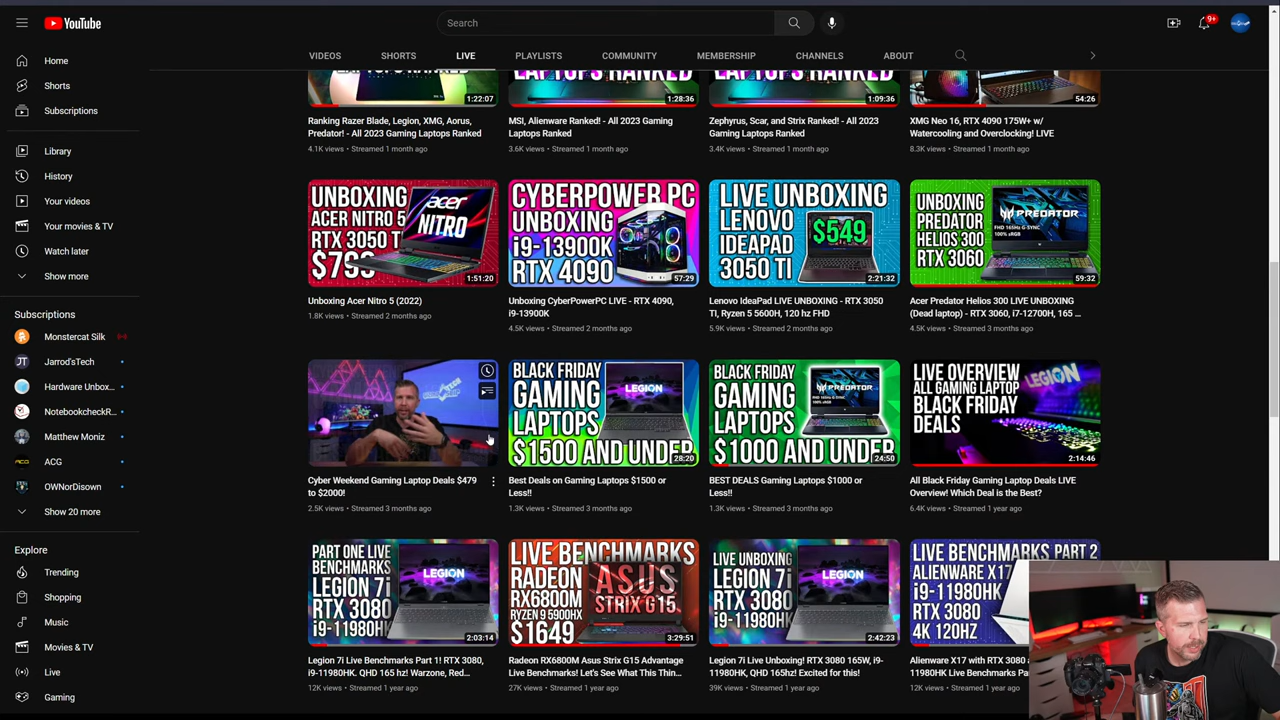 YouTube
Search
9+
VIDEOS
SHORTS
LIVE
PLAYLISTS
COMMUNITY
MEMBERSHIP
CHANNELS
ABOUT
Home
Shorts
Subscriptions
Library
History
Your videos
Your movies & TV
Watch later
Show more
Subscriptions
Monstercat Silk
Jarrod'sTech
Hardware Unbox...
NotebookcheckR...
Matthew Moniz
ACG
OWNorDisown
Show 20 more
Explore
Trending
Shopping
Music
Movies & TV
Live
Gaming
1:22:07
LAPTOPS RANKED
1:28:36
LAPTOPS RANKED
1:09:36
54:26
Ranking Razer Blade, Legion, XMG, Aorus,
Predator! - All 2023 Gaming Laptops Ranked
4.1K views • Streamed 1 month ago
MSI, Alienware Ranked! - All 2023 Gaming
Laptops Ranked
3.6K views • Streamed 1 month ago
Zephyrus, Scar, and Strix Ranked! - All 2023
Gaming Laptops Ranked
3.4K views • Streamed 1 month ago
XMG Neo 16, RTX 4090 175W+ w/
Watercooling and Overclocking! LIVE
8.3K views • Streamed 1 month ago
UNBOXING
ACER NITRO 5
RTX 3050 T
acer
NITRO
1:51:20
CYBERPOWER PC
UNBOXING
i9-13900K
RTX 4090
57:29
LIVE UNBOXING
LENOVO
IDEAPAD
3050 TI
$549
2:21:32
UNBOXING
PREDATOR
HELIOS 300
RTX 3060
PREDATOR
FHD 165Hz G-SYNC
100% sRGB
59:32
Unboxing Acer Nitro 5 (2022)
1.8K views • Streamed 2 months ago
Unboxing CyberPowerPC LIVE - RTX 4090,
i9-13900K
4.5K views • Streamed 2 months ago
Lenovo IdeaPad LIVE UNBOXING - RTX 3050
TI, Ryzen 5 5600H, 120 hz FHD
5.9K views • Streamed 2 months ago
Acer Predator Helios 300 LIVE UNBOXING
(Dead laptop) - RTX 3060, i7-12700H, 165 ...
4.5K views • Streamed 3 months ago
BLACK FRIDAY
GAMING
LAPTOPS
$1500 AND UNDER
LEGION
28:20
BLACK FRIDAY
GAMING
LAPTOPS
$1000 AND UNDER
PREDATOR
24:50
LIVE OVERVIEW
ALL GAMING LAPTOP
BLACK FRIDAY
DEALS
LEGION
2:14:46
Cyber Weekend Gaming Laptop Deals $479
to $2000!
2.5K views • Streamed 3 months ago
Best Deals on Gaming Laptops $1500 or
Less!!
1.3K views • Streamed 3 months ago
BEST DEALS Gaming Laptops $1000 or
Less!!
1.3K views • Streamed 3 months ago
All Black Friday Gaming Laptop Deals LIVE
Overview! Which Deal is the Best?
6.4K views • Streamed 1 year ago
PART ONE LIVE
BENCHMARKS
LEGION 7i
RTX 3080
i9-11980HK
LEGION
2:03:14
LIVE BENCHMARKS
RADEON
RX6800M
RYZEN 9 5900HX
$1649
ASUS
STRIX G15
3:29:51
LIVE UNBOXING
LEGION 7i
RTX 3080
i9-11980HK
LEGION
2:42:23
LIVE BENCHMARKS PART 2
ALIENWARE X17
i9-11980HK
RTX 3080
4K 120HZ
Legion 7i Live Benchmarks Part 1! RTX 3080,
i9-11980HK. QHD 165 hz! Warzone, Red...
12K views • Streamed 1 year ago
Radeon RX6800M Asus Strix G15 Advantage
Live Benchmarks! Let's See What This Thin...
27K views • Streamed 1 year ago
Legion 7i Live Unboxing! RTX 3080 165W, i9-
11980HK, QHD 165hz! Excited for this!
39K views • Streamed 1 year ago
Alienware X17 with RTX 3080
11980HK Live Benchmarks Pa
12K views • Streamed 1 year ago